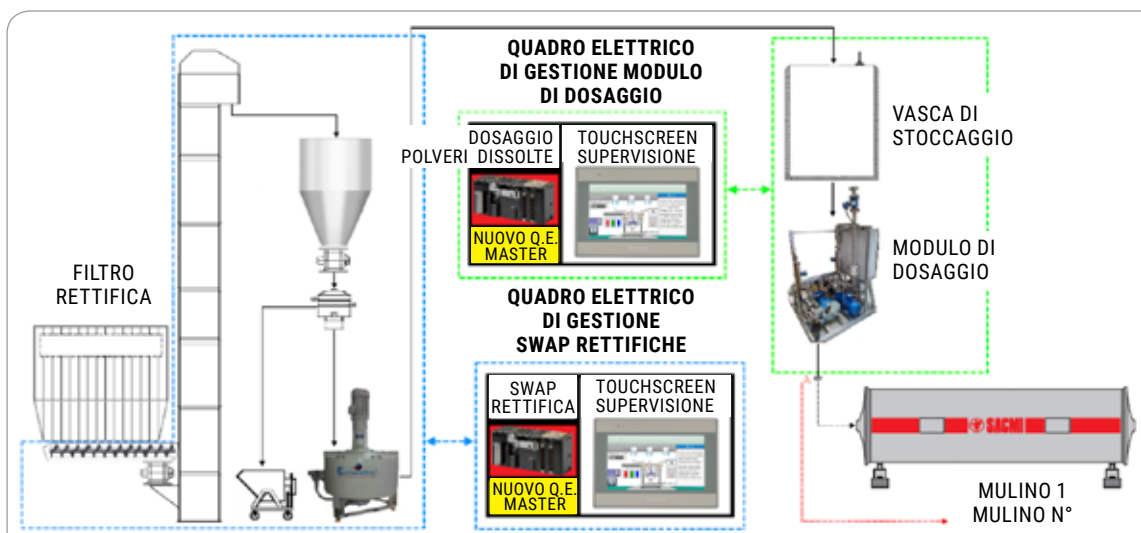 QUADRO ELETTRICO
DI GESTIONE MODULO
DI DOSAGGIO
DOSAGGIO
POLVERI DISSOLTE
TOUCHSCREEN
SUPERVISIONE
NUOVO Q.E.
MASTER
VASCA DI
STOCCAGGIO
MODULO DI
DOSAGGIO
FILTRO
RETTIFICA
QUADRO ELETTRICO
DI GESTIONE
SWAP RETTIFICHE
SWAP
RETTIFICA
TOUCHSCREEN
SUPERVISIONE
NUOVO Q.E.
MASTER
SACMI
MULINO 1
MULINO N°